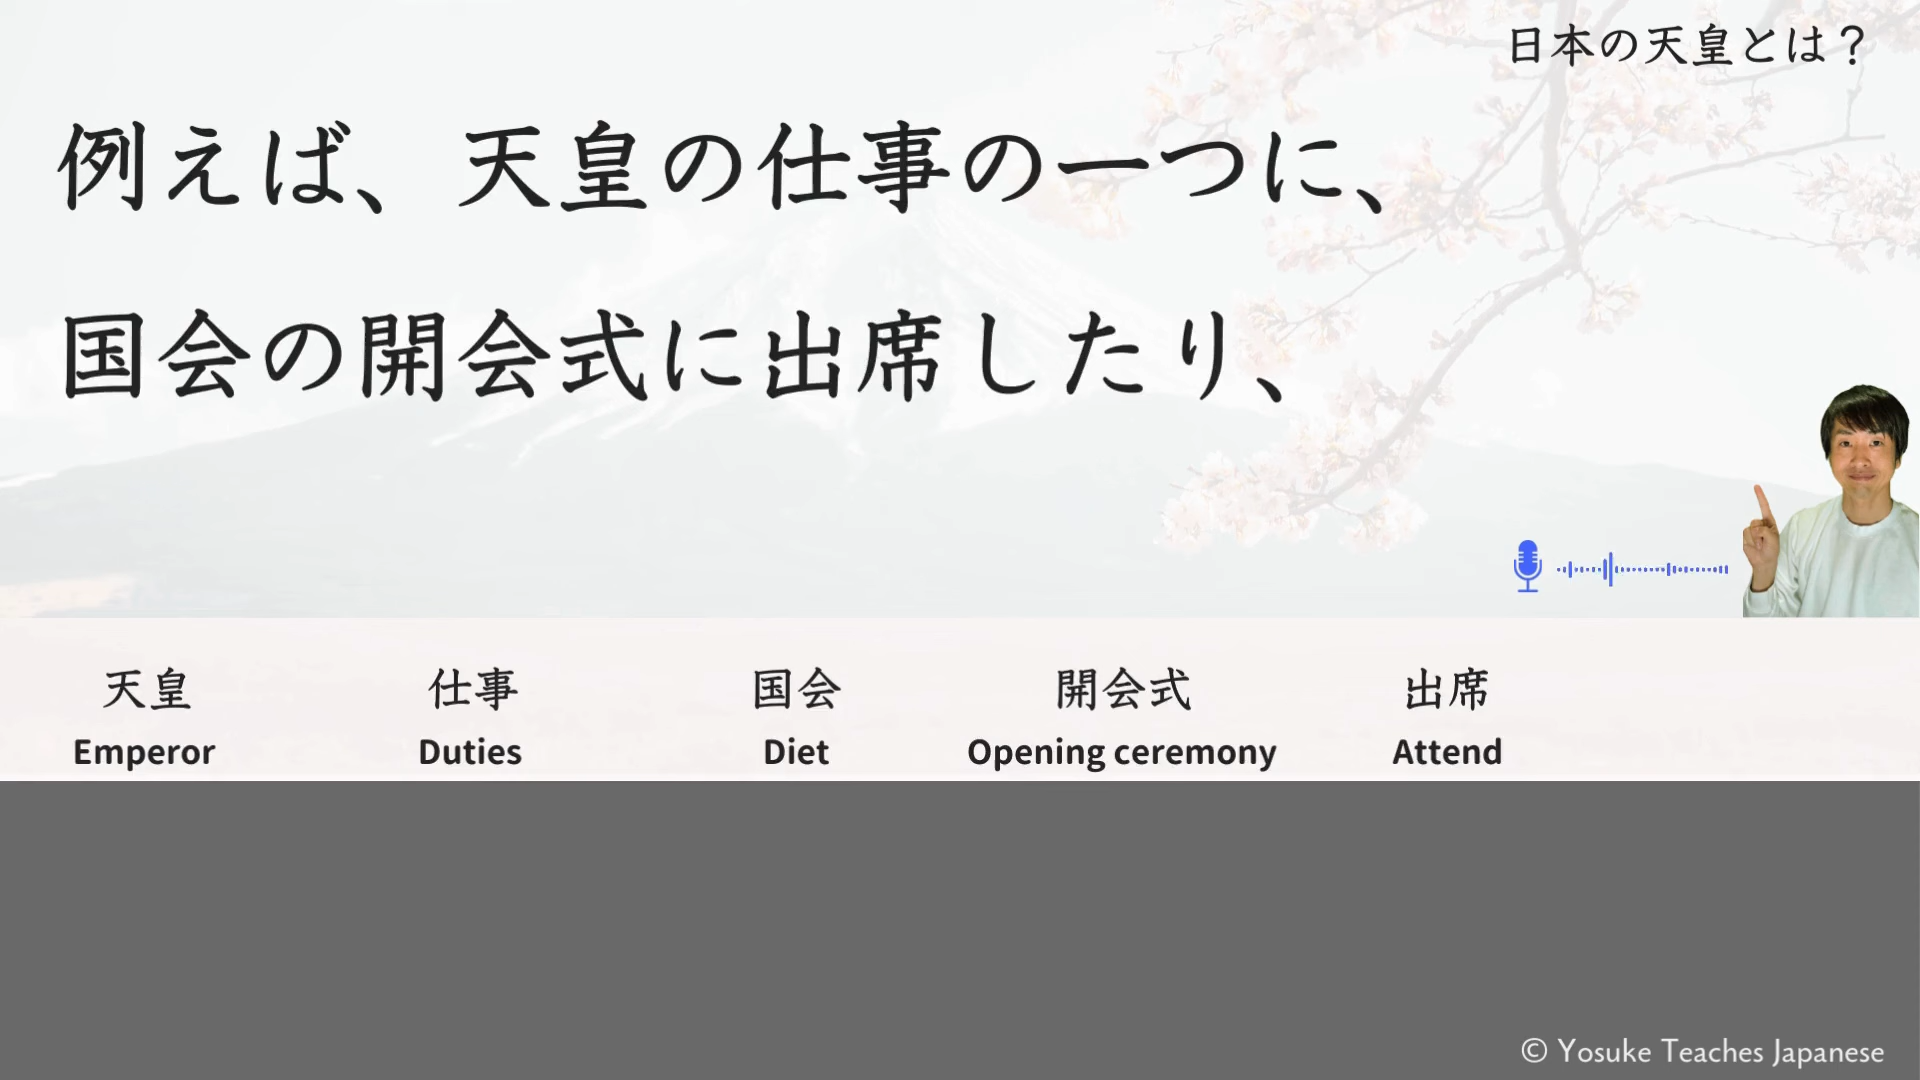 日本の天皇とは？
例えば、天皇の仕事の一つに、
国会の開会式に出席したり、
天皇 仕事 国会 開会式 出席
Emperor Duties Diet Opening ceremony Attend
© Yosuke Teaches Japanese